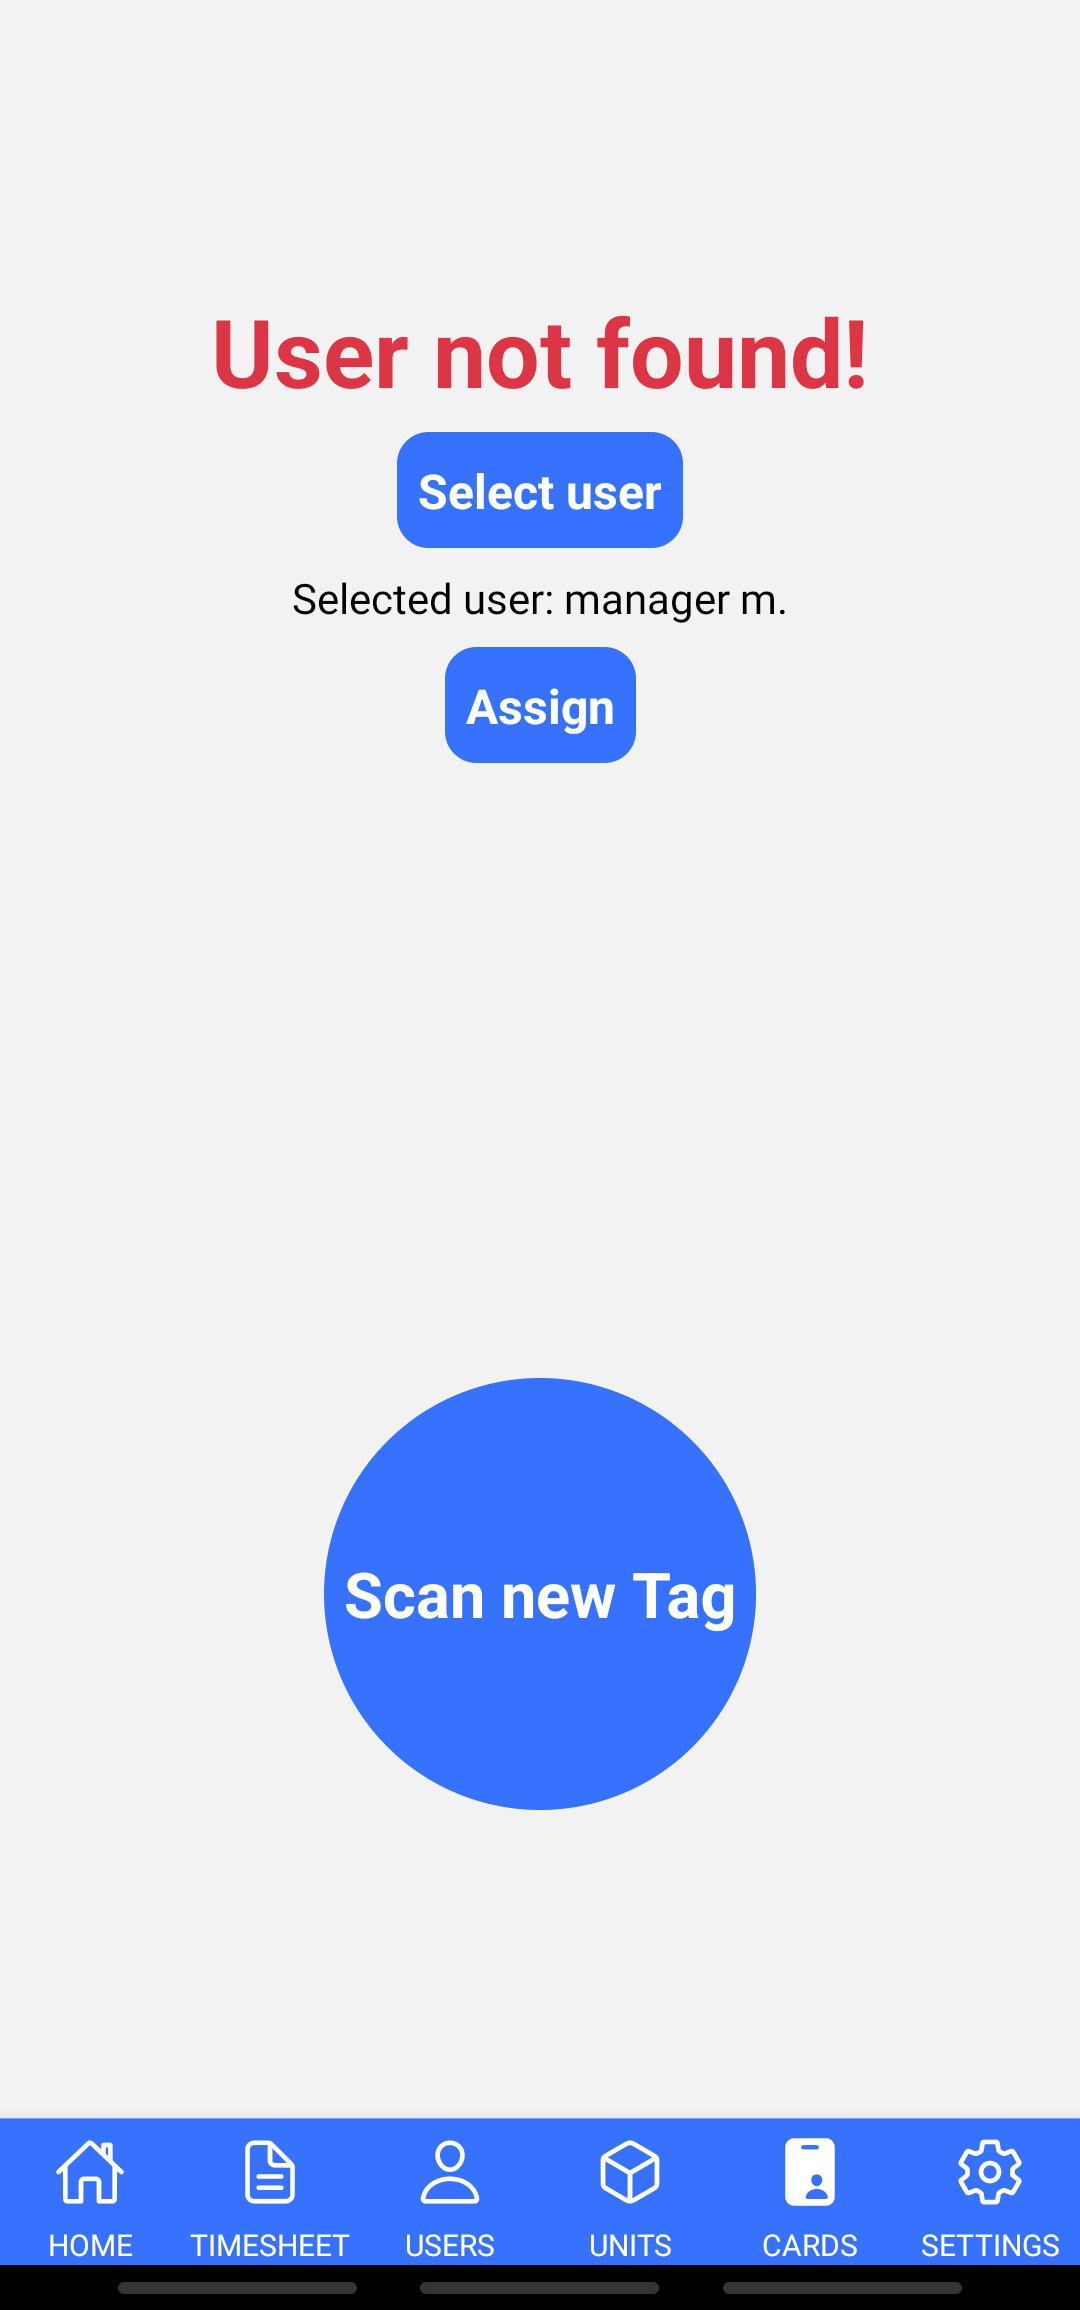 User not found!
Select user
Selected user: manager m.
Assign
Scan new Tag
HOME TIMESHEET USERS UNITS CARDS SETTINGS